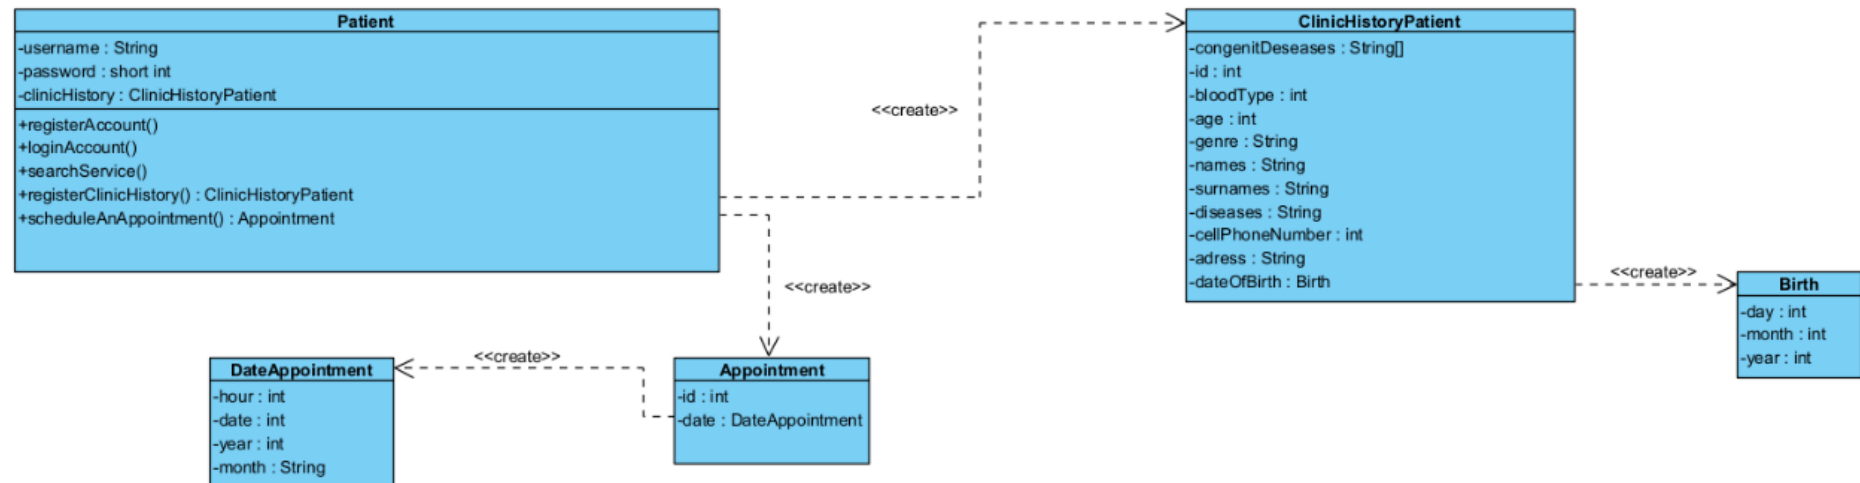 Patient
-username : String
-password : short int
-clinicHistory : ClinicHistoryPatient
+registerAccount()
+loginAccount()
+searchService()
+registerClinicHistory() : ClinicHistoryPatient
+scheduleAnAppointment() : Appointment
<<create>>
ClinicHistoryPatient
-congenitDeseases : String[]
-id : int
-bloodType : int
-age : int
-genre : String
-names : String
-surnames : String
-diseases : String
-cellPhoneNumber : int
-adress : String
-dateOfBirth : Birth
<<create>>
Birth
-day : int
-month : int
-year : int
<<create>>
Appointment
-id : int
-date : DateAppointment
<<create>>
DateAppointment
-hour : int
-date : int
-year : int
-month : String